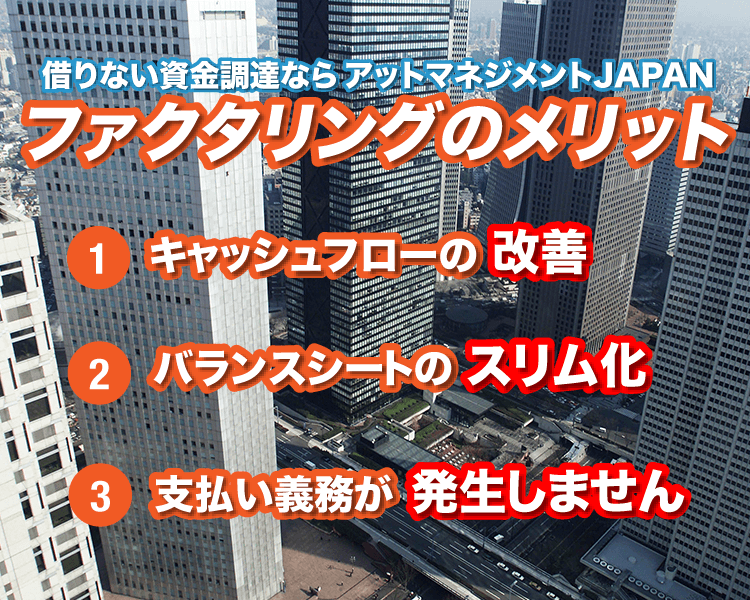 借りない資金調達なら アットマネジメントJAPAN
ファクタリングのメリット
1 キャッシュフローの 改善
2 バランスシートの スリム化
3 支払い義務が 発生しません